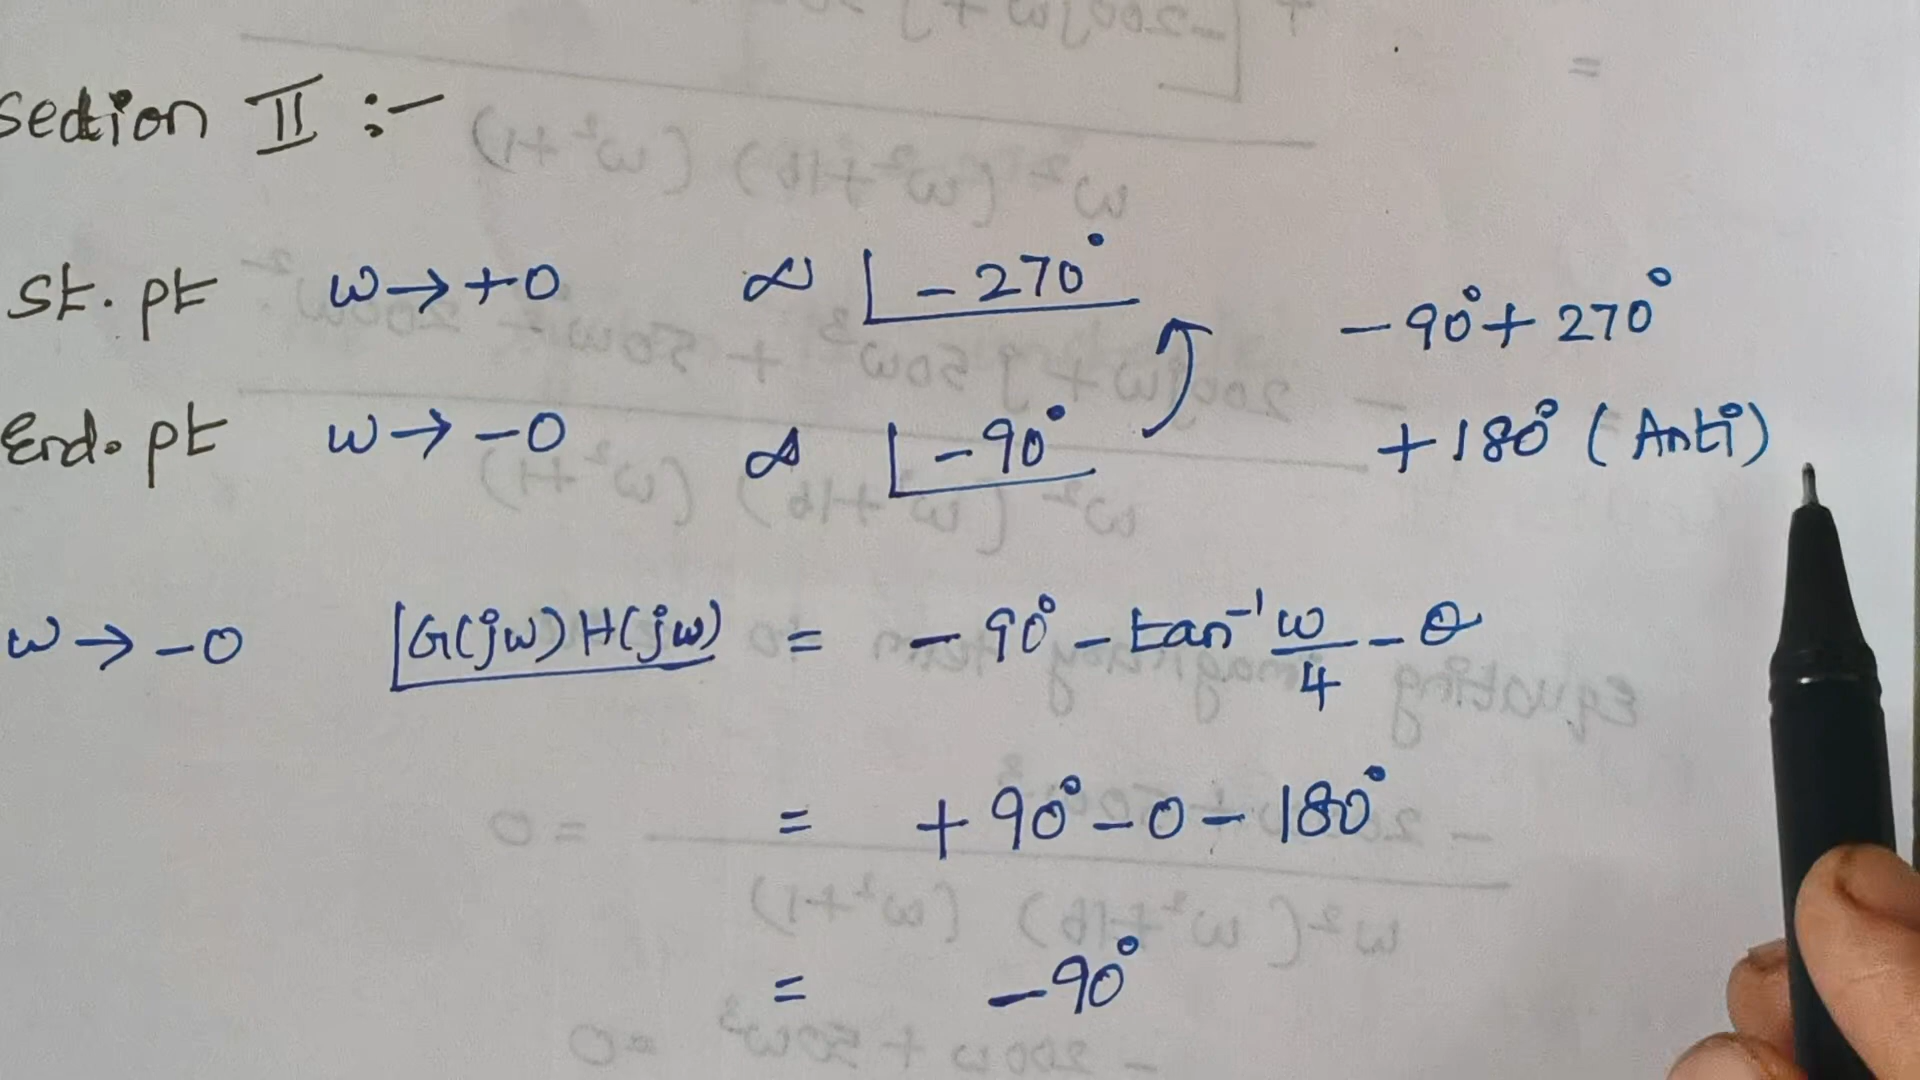 Section II :-
St. pt ω → +0 ∞ ∠-270°
-90° + 270°
End. pt ω → -0 ∞ ∠-90°
+180° (Anti)
ω → -0 ∠G(jω)H(jω) = -90° - tan⁻¹ ω/4 - θ
= +90° - 0 - 180°
= -90°